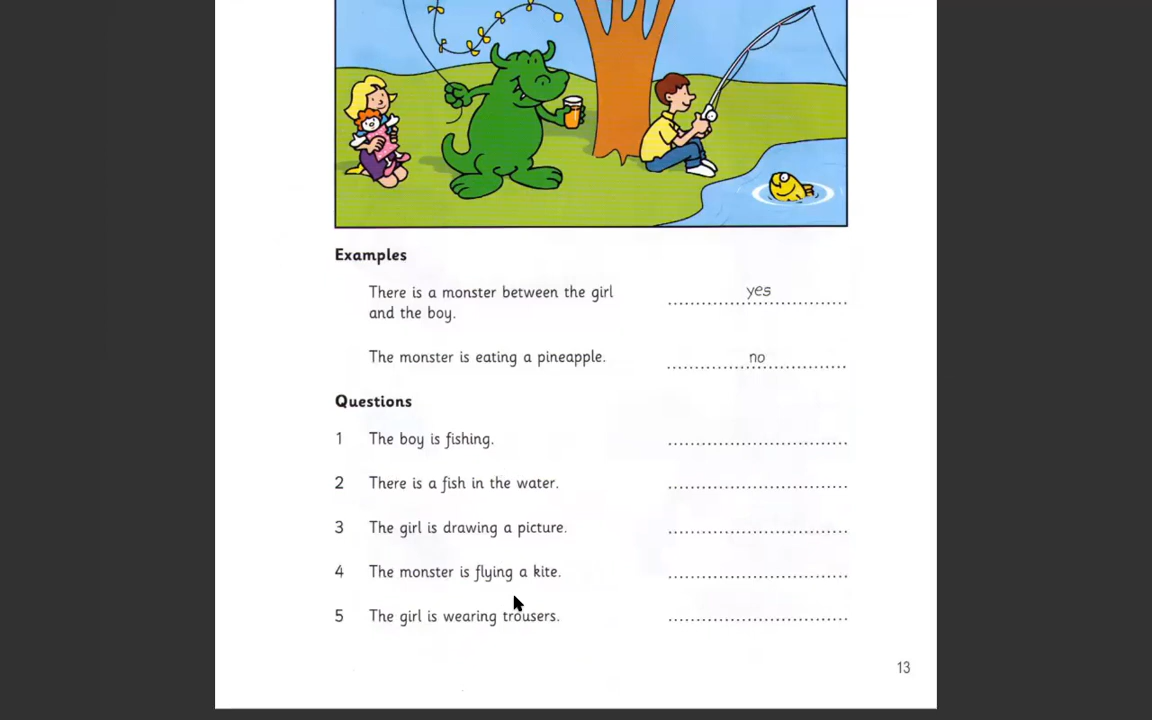 Examples
There is a monster between the girl
and the boy.
yes
The monster is eating a pineapple.
no
Questions
1 The boy is fishing.
2 There is a fish in the water.
3 The girl is drawing a picture.
4 The monster is flying a kite.
5 The girl is wearing trousers.
13